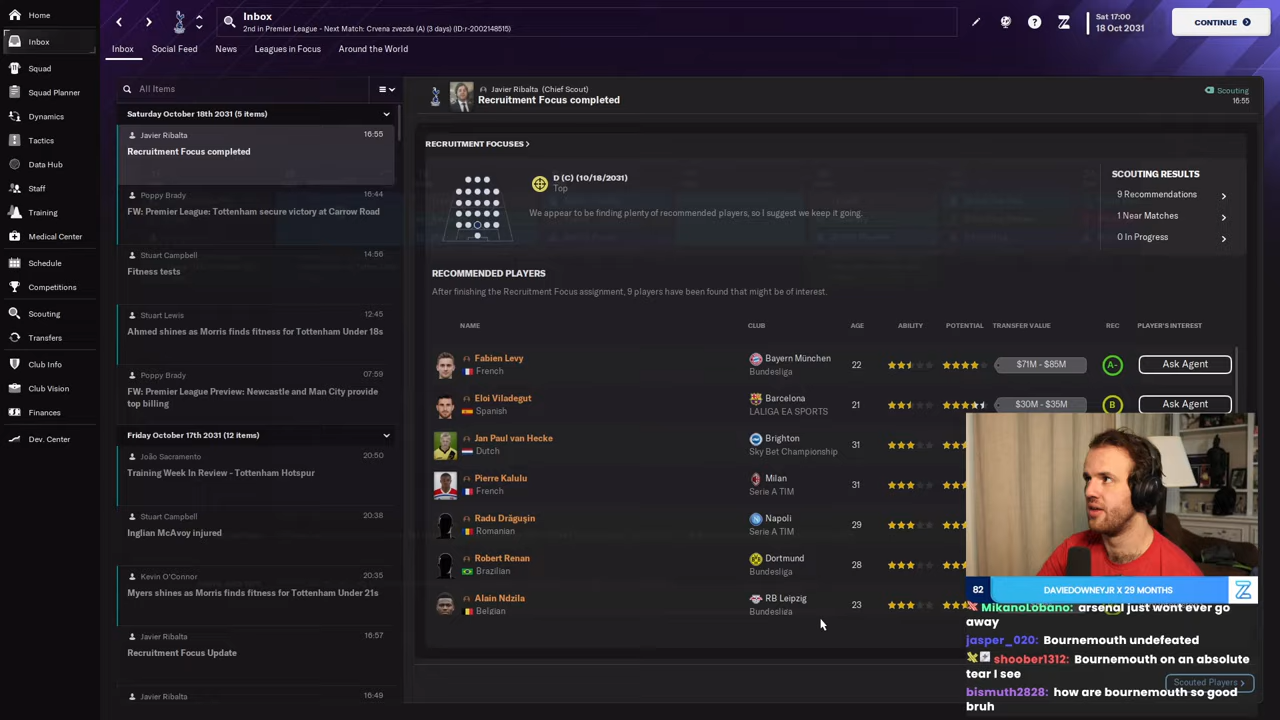 Home
Inbox
Squad
Squad Planner
Dynamics
Tactics
Data Hub
Staff
Training
Medical Center
Schedule
Competitions
Scouting
Transfers
Club Info
Club Vision
Finances
Dev. Center
Inbox
2nd in Premier League - Next Match: Crvena zvezda (A) (3 days) (ID:r-2002148515)
Sat 17:00
18 Oct 2031
CONTINUE
Inbox
Social Feed
News
Leagues in Focus
Around the World
All Items
Saturday October 18th 2031 (5 items)
Javier Ribalta
16:55
Recruitment Focus completed
Poppy Brady
16:44
FW: Premier League: Tottenham secure victory at Carrow Road
Stuart Campbell
14:56
Fitness tests
Stuart Lewis
12:45
Ahmed shines as Morris finds fitness for Tottenham Under 18s
Poppy Brady
07:59
FW: Premier League Preview: Newcastle and Man City provide
top billing
Friday October 17th 2031 (12 items)
João Sacramento
20:50
Training Week In Review - Tottenham Hotspur
Stuart Campbell
20:38
Inglian McAvoy injured
Kevin O'Connor
20:35
Myers shines as Morris finds fitness for Tottenham Under 21s
Javier Ribalta
16:57
Recruitment Focus Update
Javier Ribalta
16:49
Javier Ribalta (Chief Scout)
Recruitment Focus completed
Scouting
16:55
RECRUITMENT FOCUSES
D (C) (10/18/2031)
Top
We appear to be finding plenty of recommended players, so I suggest we keep it going.
SCOUTING RESULTS
9 Recommendations
1 Near Matches
0 In Progress
RECOMMENDED PLAYERS
After finishing the Recruitment Focus assignment, 9 players have been found that might be of interest.
NAME CLUB AGE ABILITY POTENTIAL TRANSFER VALUE REC PLAYER'S INTEREST
Fabien Levy Bayern München 22 $71M - $85M A- Ask Agent
French Bundesliga
Eloi Viladegut Barcelona 21 $30M - $35M B Ask Agent
Spanish LALIGA EA SPORTS
Jan Paul van Hecke Brighton 31
Dutch Sky Bet Championship
Pierre Kalulu Milan 31
French Serie A TIM
Radu Drăgușin Napoli 29
Romanian Serie A TIM
Robert Renan Dortmund 28
Brazilian Bundesliga
Alain Ndzila RB Leipzig 23
Belgian Bundesliga
82 DAVIEDOWNEYJR X 29 MONTHS
MikanoLobano: arsenal just wont ever go
away
jasper_020: Bournemouth undefeated
shoober1312: Bournemouth on an absolute
tear I see
Scouted Players
bismuth2828: how are bournemouth so good
bruh